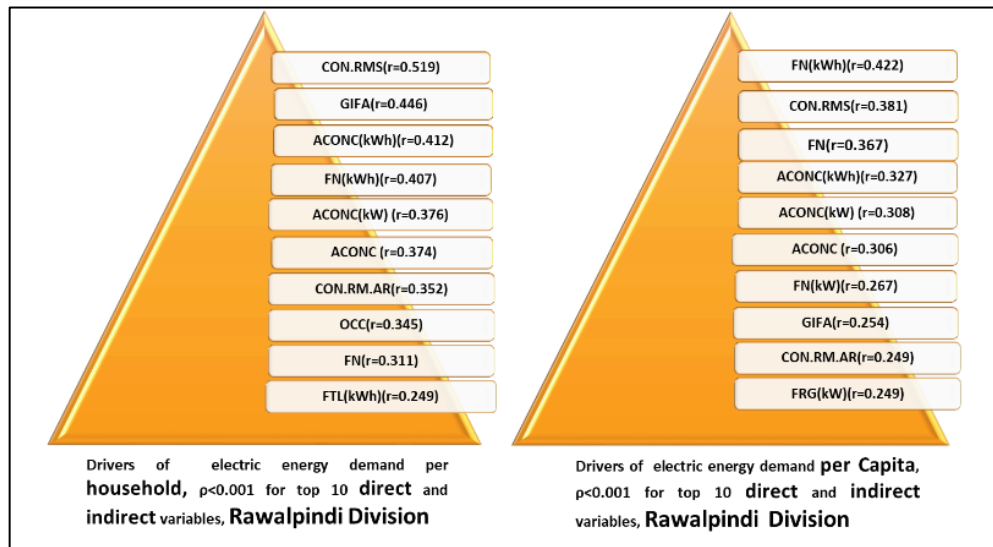 CON.RMS(r=0.519)
GIFA(r=0.446)
ACONC(kWh)(r=0.412)
FN(kWh)(r=0.407)
ACONC(kW) (r=0.376)
ACONC (r=0.374)
CON.RM.AR(r=0.352)
OCC(r=0.345)
FN(r=0.311)
FTL(kWh)(r=0.249)
Drivers of electric energy demand per
household, ρ<0.001 for top 10 direct and
indirect variables, Rawalpindi Division
FN(kWh)(r=0.422)
CON.RMS(r=0.381)
FN(r=0.367)
ACONC(kWh)(r=0.327)
ACONC(kW) (r=0.308)
ACONC (r=0.306)
FN(kW)(r=0.267)
GIFA(r=0.254)
CON.RM.AR(r=0.249)
FRG(kW)(r=0.249)
Drivers of electric energy demand per Capita,
ρ<0.001 for top 10 direct and indirect
variables, Rawalpindi Division